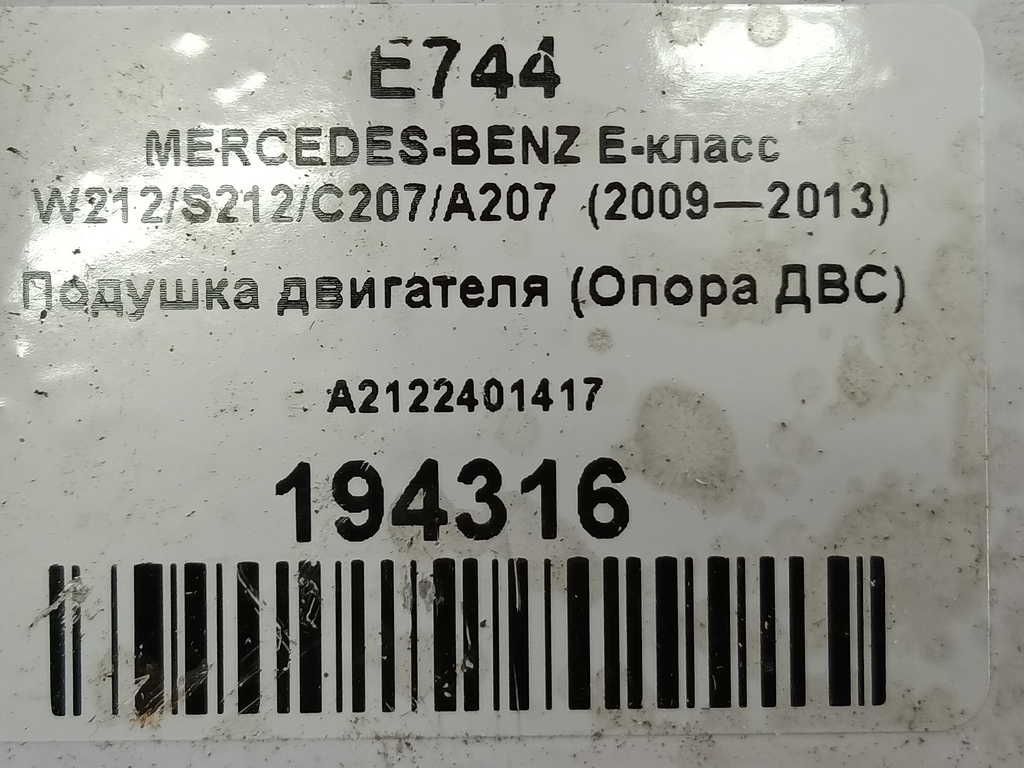 E744
MERCEDES-BENZ E-класс
W212/S212/C207/A207 (2009—2013)
Подушка двигателя (Опора ДВС)
A2122401417
194316